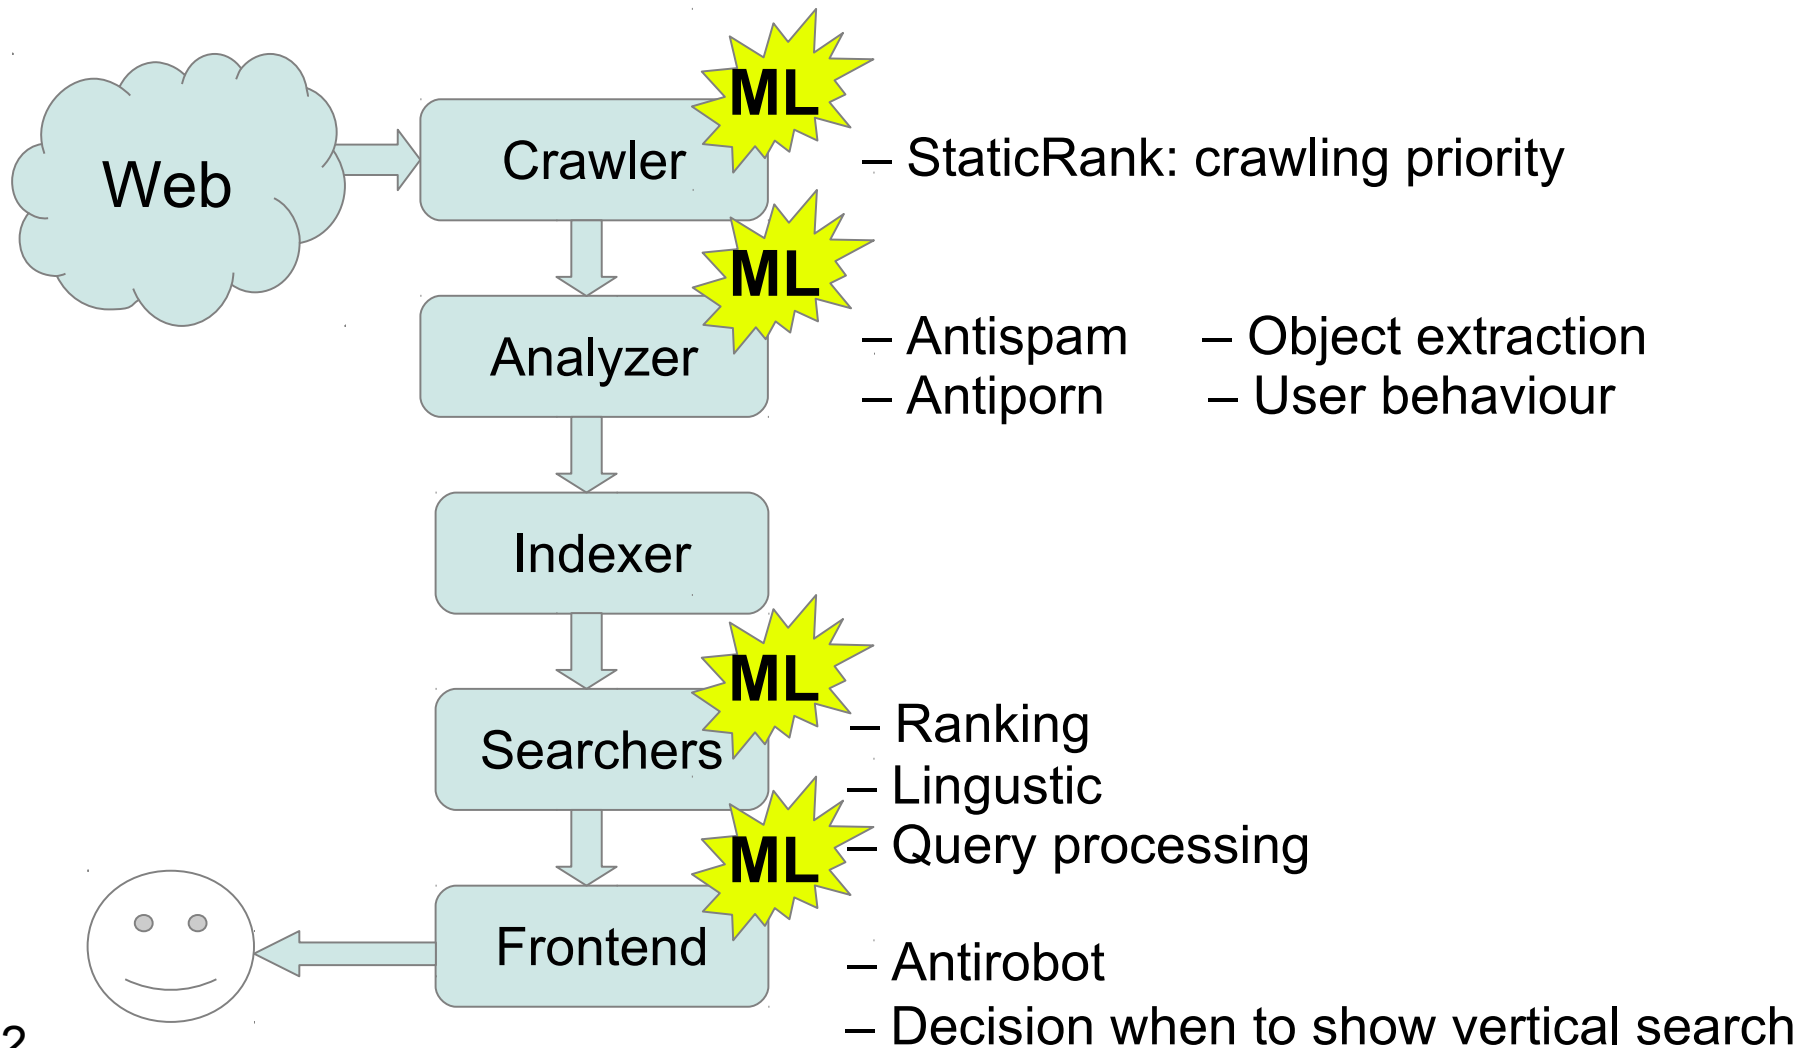 ML
Web
Crawler
– StaticRank: crawling priority
ML
Analyzer
– Antispam – Object extraction
– Antiporn – User behaviour
Indexer
ML
Searchers
– Ranking
– Lingustic
– Query processing
ML
Frontend
– Antirobot
– Decision when to show vertical search
2